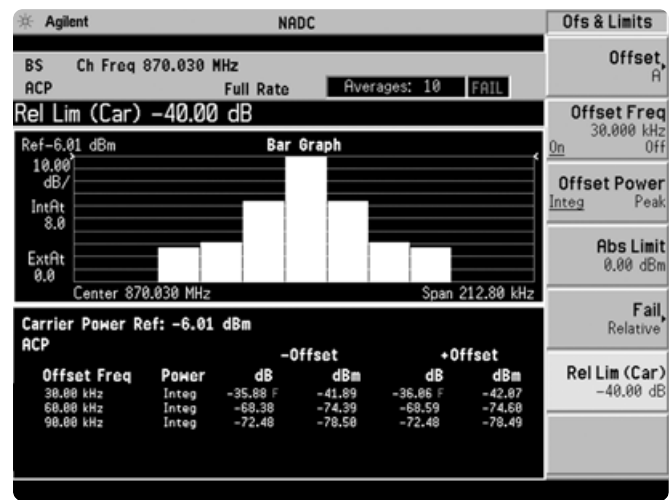 Agilent NADC Ofs & Limits
BS Ch Freq 870.030 MHz
ACP Full Rate Averages: 10 FAIL
Rel Lim (Car) -40.00 dB
Ref-6.01 dBm Bar Graph
10.00
dB/
IntAt
8.0
ExtAt
0.0
Center 870.030 MHz Span 212.80 kHz
Carrier Power Ref: -6.01 dBm
ACP
-Offset +Offset
Offset Freq Power dB dBm dB dBm
30.00 kHz Integ -35.88 F -41.89 -36.06 F -42.07
60.00 kHz Integ -68.38 -74.39 -68.59 -74.60
90.00 kHz Integ -72.48 -78.50 -72.48 -78.49
Offset
A
Offset Freq
30.000 kHz
On Off
Offset Power
Integ Peak
Abs Limit
0.00 dBm
Fail
Relative
Rel Lim (Car)
-40.00 dB